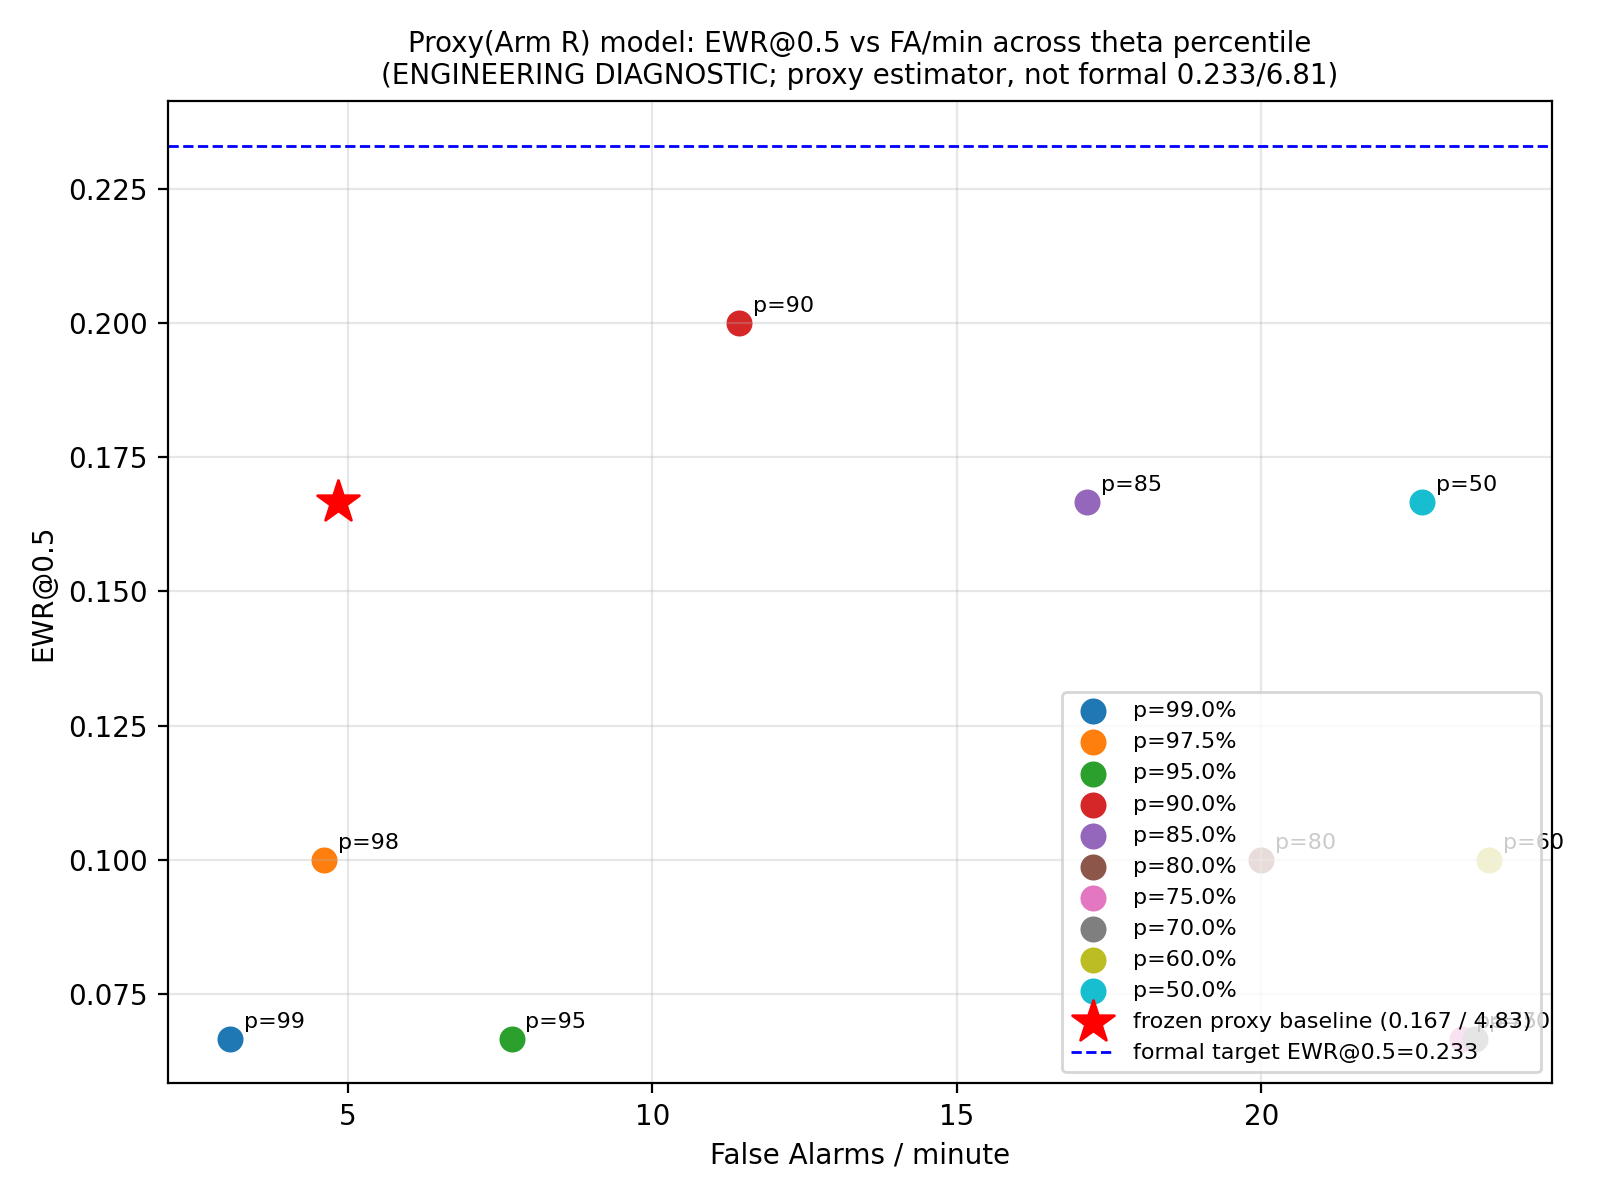 Proxy(Arm R) model: EWR@0.5 vs FA/min across theta percentile
(ENGINEERING DIAGNOSTIC; proxy estimator, not formal 0.233/6.81)
EWR@0.5
0.225
0.200
0.175
0.150
0.125
0.100
0.075
p=90
p=85
p=50
p=98
p=80
p=60
p=99
p=95
p=99.0%
p=97.5%
p=95.0%
p=90.0%
p=85.0%
p=80.0%
p=75.0%
p=70.0%
p=60.0%
p=50.0%
frozen proxy baseline (0.167 / 4.83)
formal target EWR@0.5=0.233
5
10
15
20
False Alarms / minute